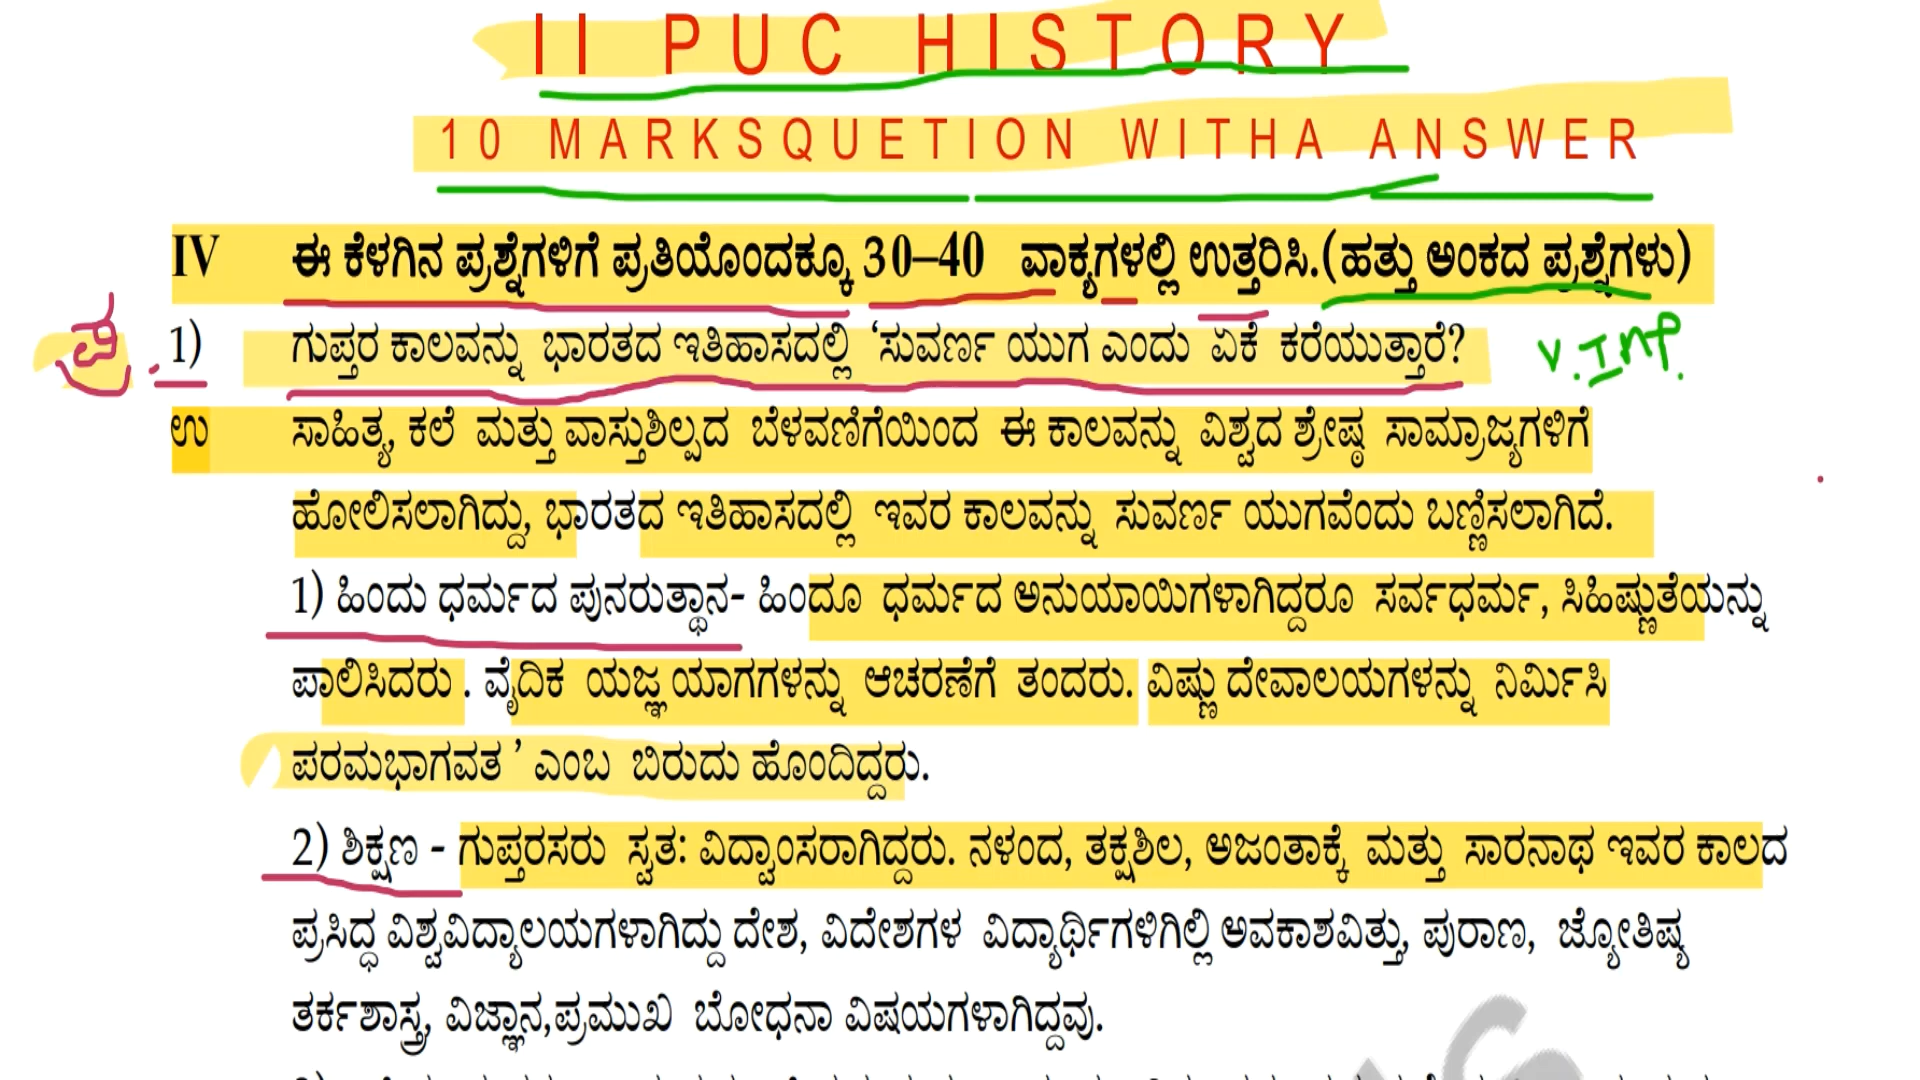 II PUC HISTORY
10 MARKSQUETION WITHA ANSWER
IV ಈ ಕೆಳಗಿನ ಪ್ರಶ್ನೆಗಳಿಗೆ ಪ್ರತಿಯೊಂದಕ್ಕೂ 30–40 ವಾಕ್ಯಗಳಲ್ಲಿ ಉತ್ತರಿಸಿ.(ಹತ್ತು ಅಂಕದ ಪ್ರಶ್ನೆಗಳು)
ಪ್ರ 1) ಗುಪ್ತರ ಕಾಲವನ್ನು ಭಾರತದ ಇತಿಹಾಸದಲ್ಲಿ ‘ಸುವರ್ಣ ಯುಗ ಎಂದು ಏಕೆ ಕರೆಯುತ್ತಾರೆ? V. Imp.
ಉ ಸಾಹಿತ್ಯ, ಕಲೆ ಮತ್ತು ವಾಸ್ತುಶಿಲ್ಪದ ಬೆಳವಣಿಗೆಯಿಂದ ಈ ಕಾಲವನ್ನು ವಿಶ್ವದ ಶ್ರೇಷ್ಠ ಸಾಮ್ರಾಜ್ಯಗಳಿಗೆ
ಹೋಲಿಸಲಾಗಿದ್ದು, ಭಾರತದ ಇತಿಹಾಸದಲ್ಲಿ ಇವರ ಕಾಲವನ್ನು ಸುವರ್ಣ ಯುಗವೆಂದು ಬಣ್ಣಿಸಲಾಗಿದೆ.
1) ಹಿಂದು ಧರ್ಮದ ಪುನರುತ್ಥಾನ- ಹಿಂದೂ ಧರ್ಮದ ಅನುಯಾಯಿಗಳಾಗಿದ್ದರೂ ಸರ್ವಧರ್ಮ, ಸಿಹಿಷ್ಣುತೆಯನ್ನು
ಪಾಲಿಸಿದರು . ವೈದಿಕ ಯಜ್ಞ ಯಾಗಗಳನ್ನು ಆಚರಣೆಗೆ ತಂದರು. ವಿಷ್ಣು ದೇವಾಲಯಗಳನ್ನು ನಿರ್ಮಿಸಿ
ಪರಮಭಾಗವತ ’ ಎಂಬ ಬಿರುದು ಹೊಂದಿದ್ದರು.
2) ಶಿಕ್ಷಣ - ಗುಪ್ತರಸರು ಸ್ವತಃ ವಿದ್ವಾಂಸರಾಗಿದ್ದರು. ನಳಂದ, ತಕ್ಷಶಿಲ, ಅಜಂತಾಕ್ಕೆ ಮತ್ತು ಸಾರನಾಥ ಇವರ ಕಾಲದ
ಪ್ರಸಿದ್ಧ ವಿಶ್ವವಿದ್ಯಾಲಯಗಳಾಗಿದ್ದು ದೇಶ, ವಿದೇಶಗಳ ವಿದ್ಯಾರ್ಥಿಗಳಿಗಿಲ್ಲಿ ಅವಕಾಶವಿತ್ತು, ಪುರಾಣ, ಜ್ಯೋತಿಷ್ಯ
ತರ್ಕಶಾಸ್ತ್ರ, ವಿಜ್ಞಾನ,ಪ್ರಮುಖ ಬೋಧನಾ ವಿಷಯಗಳಾಗಿದ್ದವು.